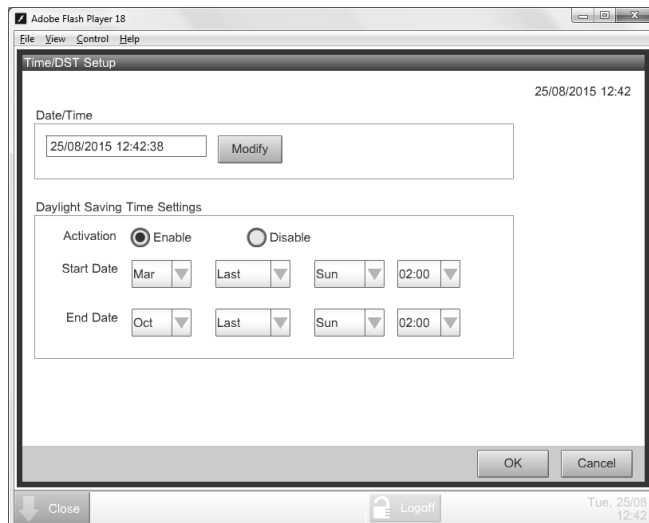 Adobe Flash Player 18
File View Control Help
Time/DST Setup
25/08/2015 12:42
Date/Time
25/08/2015 12:42:38 Modify
Daylight Saving Time Settings
Activation Enable Disable
Start Date Mar Last Sun 02:00
End Date Oct Last Sun 02:00
OK Cancel
Close Logoff Tue, 25/08
12:42